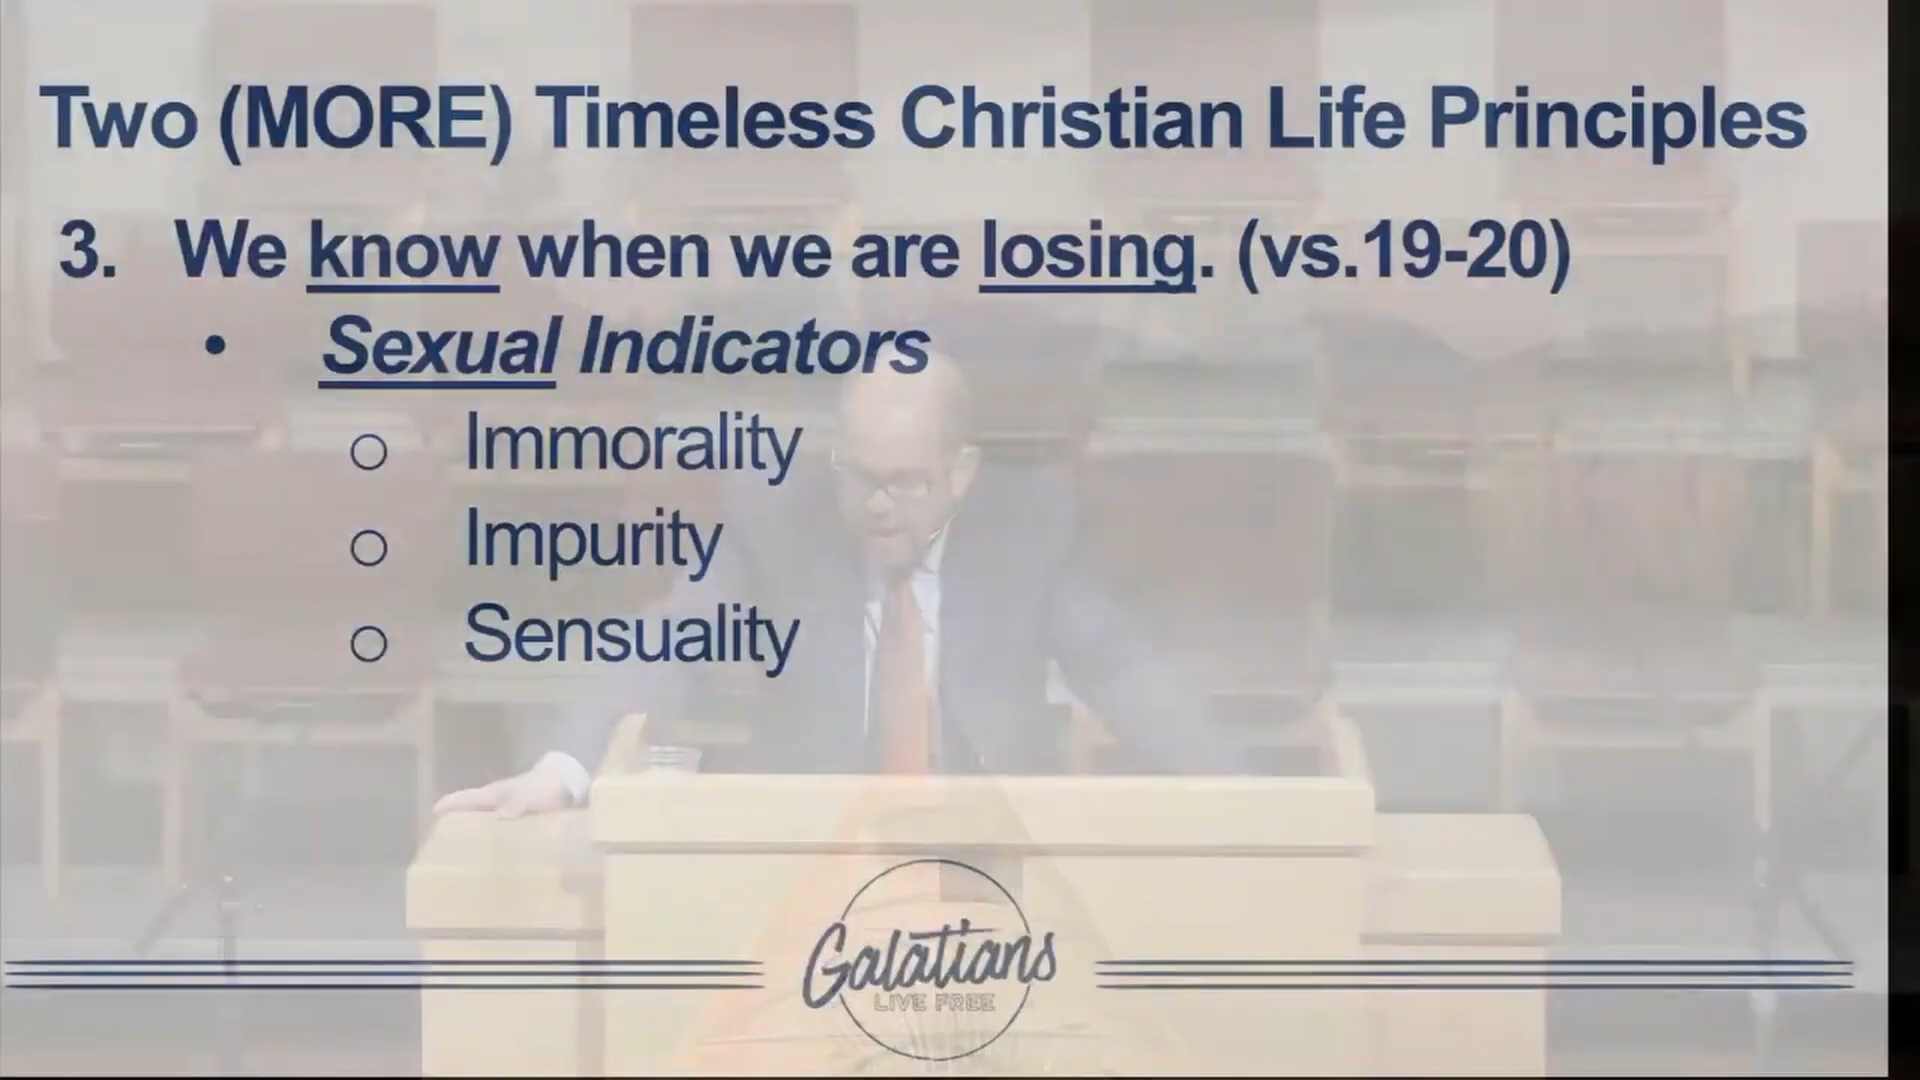 Two (MORE) Timeless Christian Life Principles
3. We know when we are losing. (vs.19-20)
• Sexual Indicators
o Immorality
o Impurity
o Sensuality
Galatians
LIVE FREE